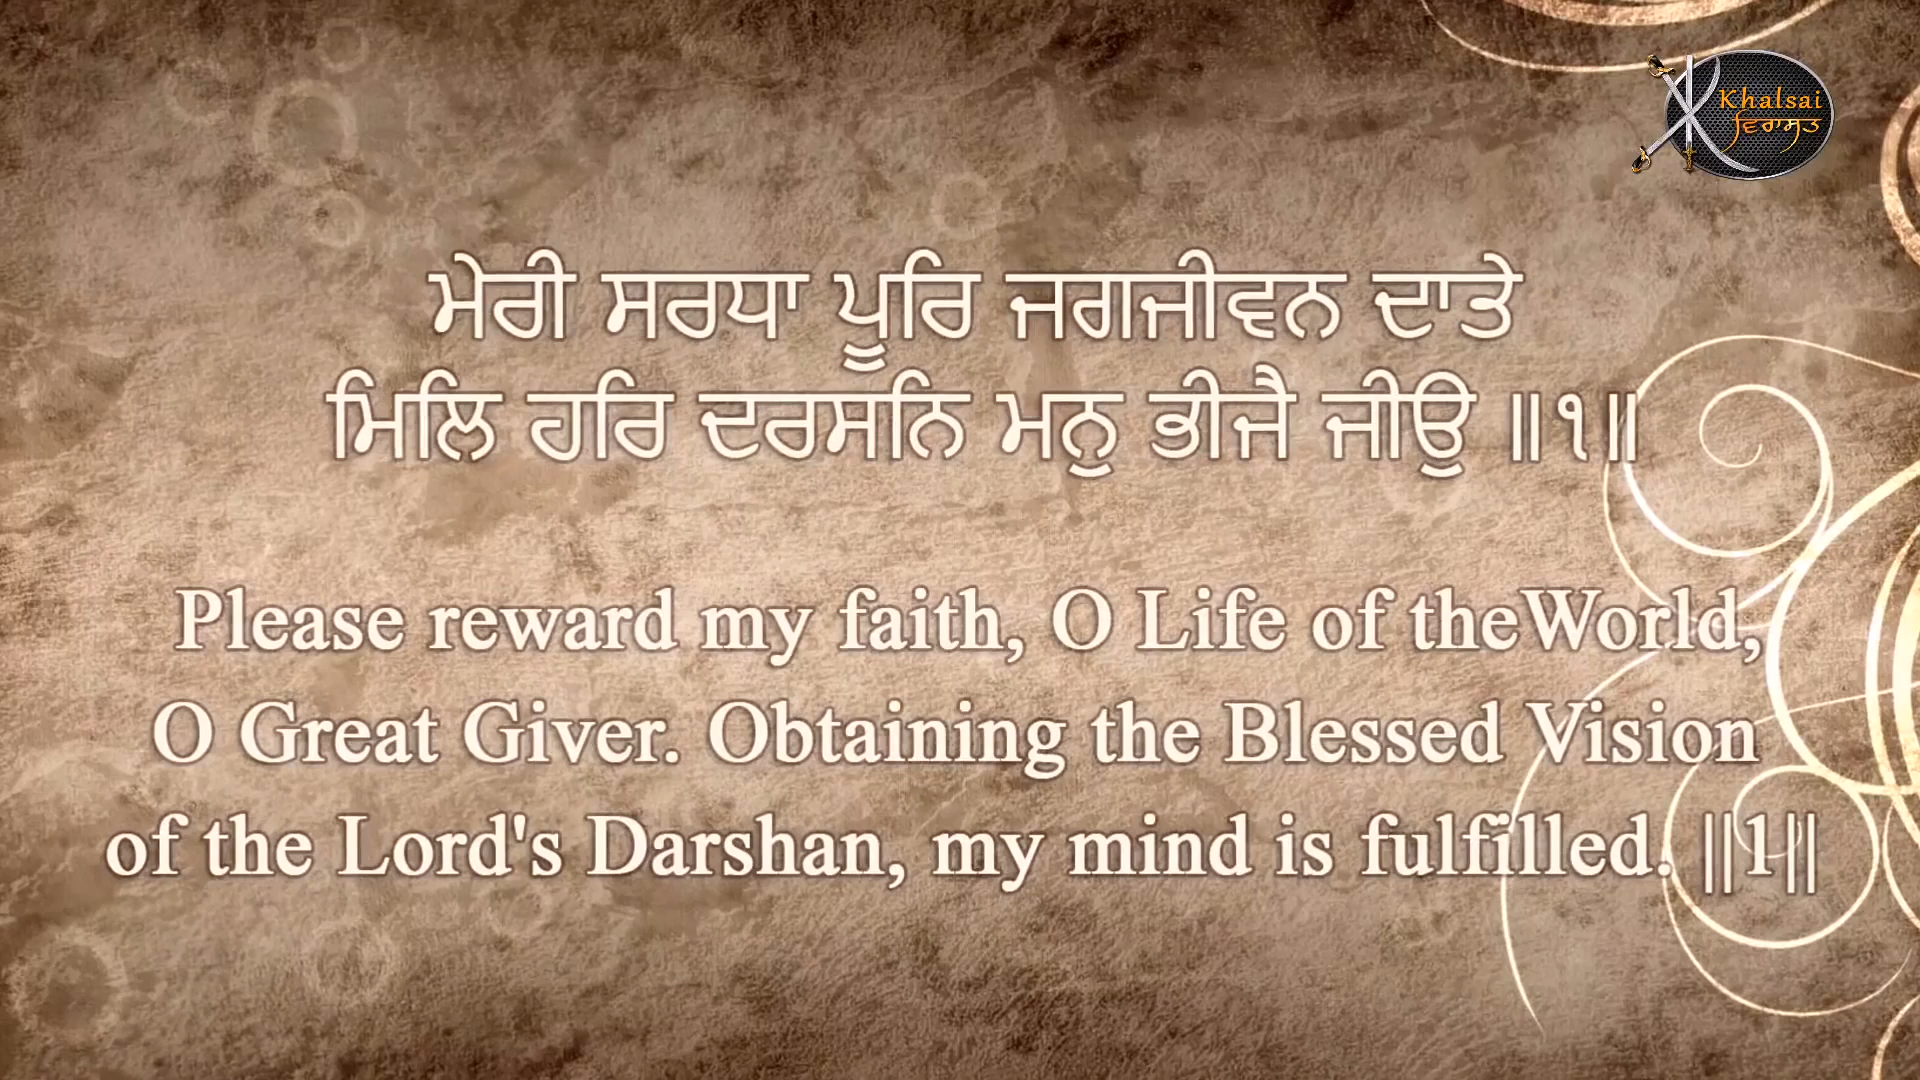 Khalsai
ਵਿਰਾਸਤ
ਮੇਰੀ ਸਰਧਾ ਪੂਰਿ ਜਗਜੀਵਨ ਦਾਤੇ
ਮਿਲਿ ਹਰਿ ਦਰਸਨਿ ਮਨੁ ਭੀਜੈ ਜੀਉ ॥੧॥
Please reward my faith, O Life of theWorld,
O Great Giver. Obtaining the Blessed Vision
of the Lord's Darshan, my mind is fulfilled. ||1||